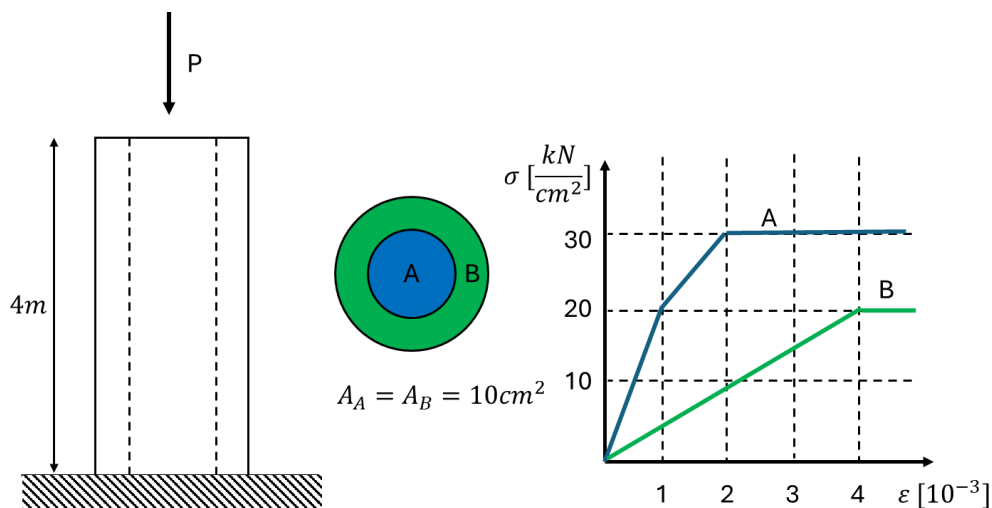 P
4m
A
B
A_A = A_B = 10cm^2
σ [kN/cm^2]
30
20
10
A
B
1 2 3 4 ε [10^{-3}]